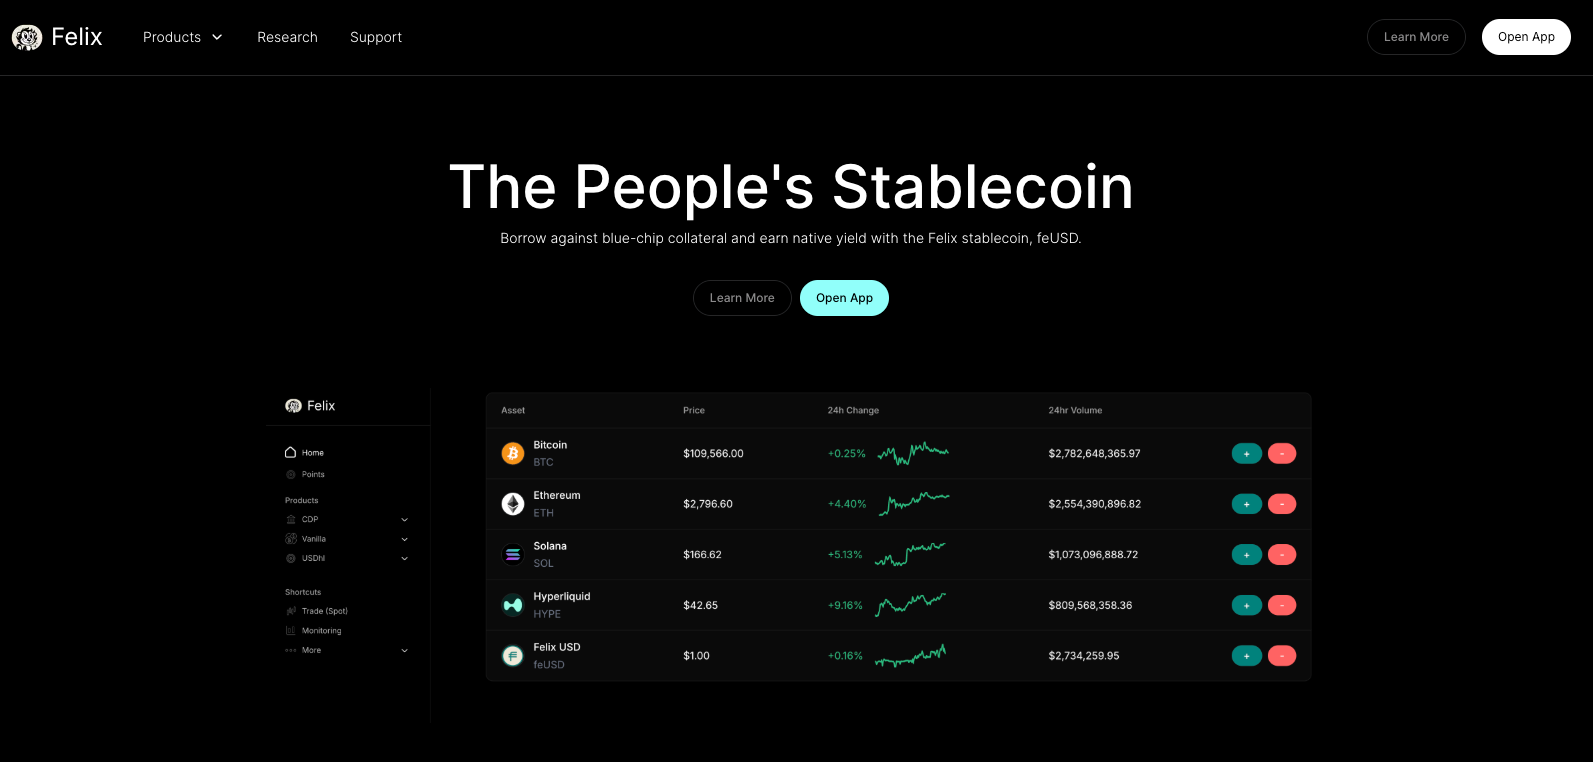 Felix Products Research Support Learn More Open App
The People's Stablecoin
Borrow against blue-chip collateral and earn native yield with the Felix stablecoin, feUSD.
Learn More Open App
Felix
Home
Points
Products
CDP
Vanilla
USDhl
Shortcuts
Trade (Spot)
Monitoring
More
Asset Price 24h Change 24hr Volume
Bitcoin
BTC
$109,566.00 +0.25% $2,782,648,365.97 + -
Ethereum
ETH
$2,796.60 +4.40% $2,554,390,896.82 + -
Solana
SOL
$166.62 +5.13% $1,073,096,888.72 + -
Hyperliquid
HYPE
$42.65 +9.16% $809,568,358.36 + -
Felix USD
feUSD
$1.00 +0.16% $2,734,259.95 + -